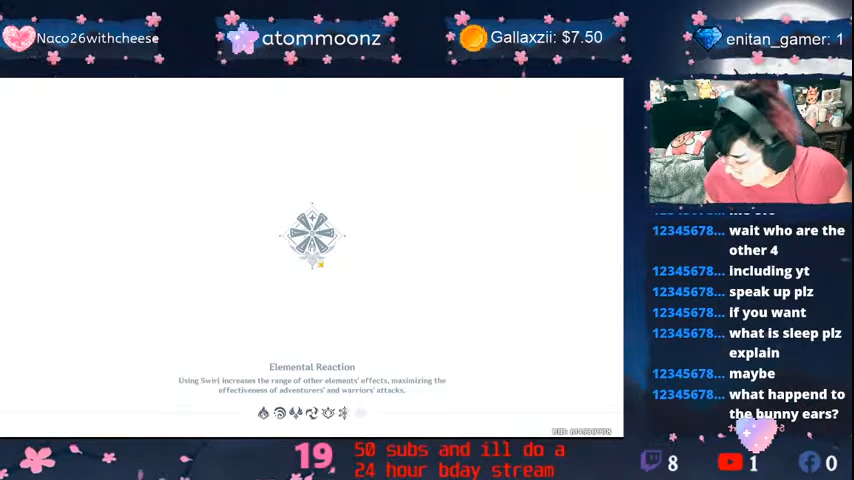 Naco26withcheese
atommoonz
Gallaxzii: $7.50
enitan_gamer: 1
12345678... wait who are the
other 4
12345678... including yt
12345678... speak up plz
12345678... if you want
12345678... what is sleep plz
explain
12345678... maybe
12345678... what happend to
the bunny ears?
Elemental Reaction
Using Swirl increases the range of other elements' effects, maximizing the
effectiveness of adventurers' and warriors' attacks.
19.
50 subs and ill do a
24 hour bday stream
8
1
0